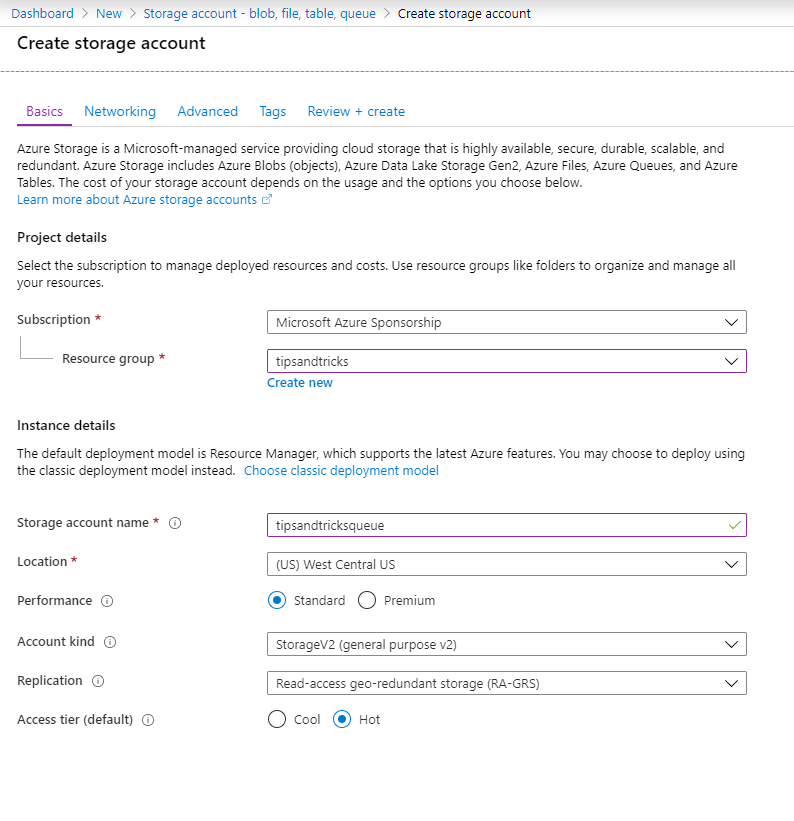 Dashboard > New > Storage account - blob, file, table, queue > Create storage account
Create storage account
Basics Networking Advanced Tags Review + create
Azure Storage is a Microsoft-managed service providing cloud storage that is highly available, secure, durable, scalable, and
redundant. Azure Storage includes Azure Blobs (objects), Azure Data Lake Storage Gen2, Azure Files, Azure Queues, and Azure
Tables. The cost of your storage account depends on the usage and the options you choose below.
Learn more about Azure storage accounts
Project details
Select the subscription to manage deployed resources and costs. Use resource groups like folders to organize and manage all
your resources.
Subscription * Microsoft Azure Sponsorship
Resource group * tipsandtricks
Create new
Instance details
The default deployment model is Resource Manager, which supports the latest Azure features. You may choose to deploy using
the classic deployment model instead. Choose classic deployment model
Storage account name * tipsandtricksqueue
Location * (US) West Central US
Performance Standard Premium
Account kind StorageV2 (general purpose v2)
Replication Read-access geo-redundant storage (RA-GRS)
Access tier (default) Cool Hot